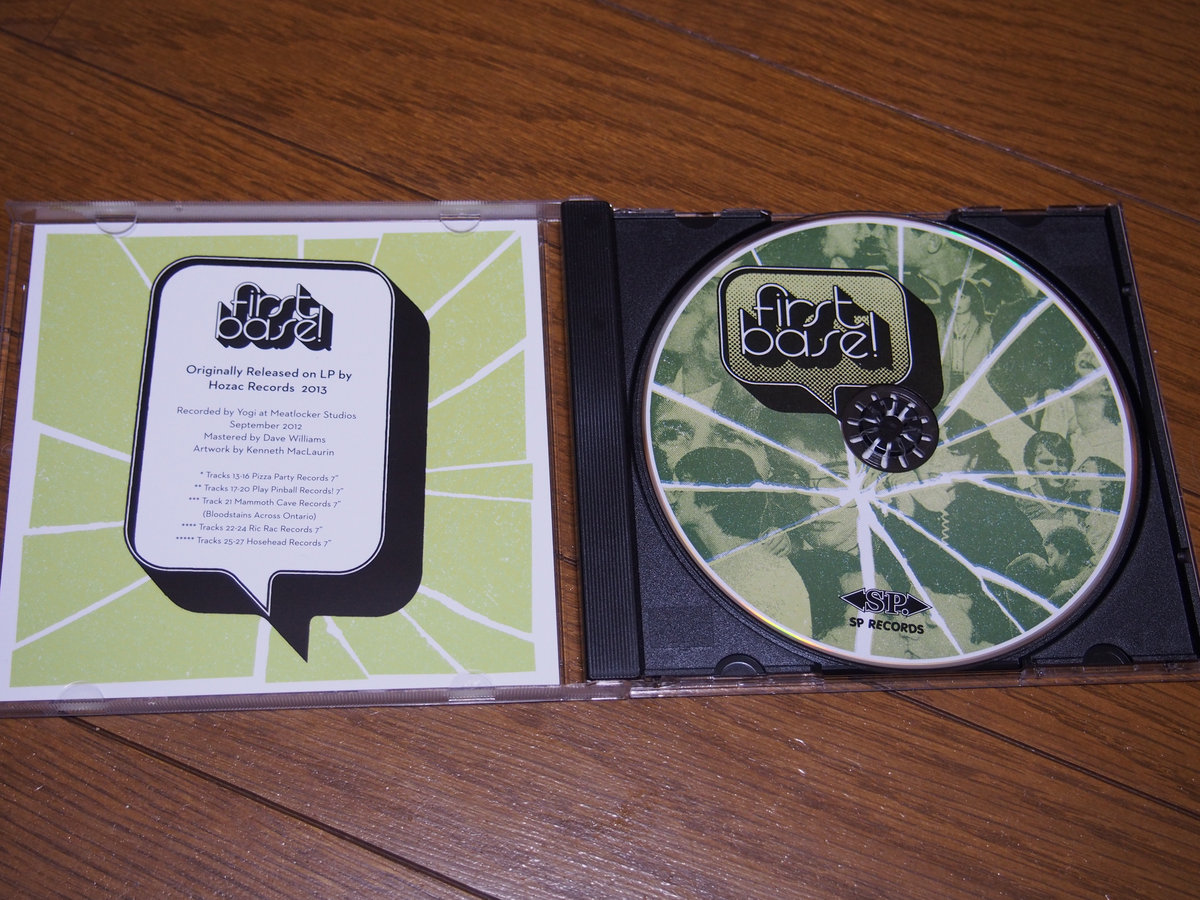 first
base!
Originally Released on LP by
Hozac Records 2013
Recorded by Yogi at Meatlocker Studios
September 2012
Mastered by Dave Williams
Artwork by Kenneth MacLaurin
* Tracks 13-16 Pizza Party Records 7"
** Tracks 17-20 Play Pinball Records! 7"
*** Track 21 Mammoth Cave Records 7"
(Bloodstains Across Ontario)
**** Tracks 22-24 Ric Rac Records 7"
***** Tracks 25-27 Hosehead Records 7"
first
base!
SP.
SP RECORDS